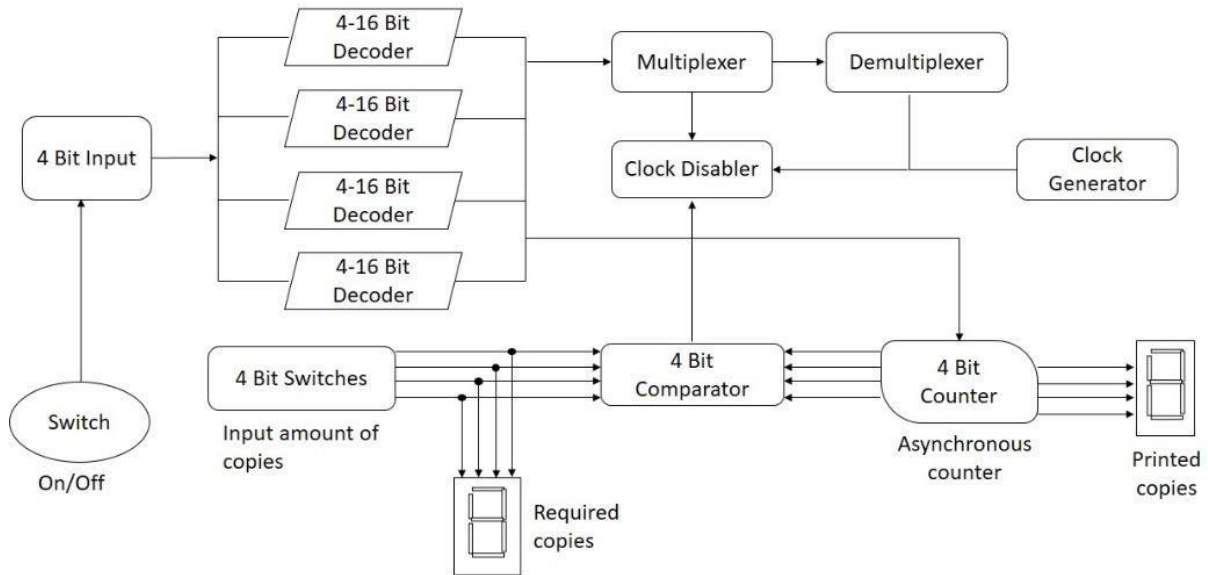 4-16 Bit
Decoder
4-16 Bit
Decoder
4-16 Bit
Decoder
4-16 Bit
Decoder
Multiplexer
Demultiplexer
4 Bit Input
Clock Disabler
Clock
Generator
4 Bit Switches
4 Bit
Comparator
4 Bit
Counter
Switch
On/Off
Input amount of
copies
Asynchronous
counter
Printed
copies
Required
copies